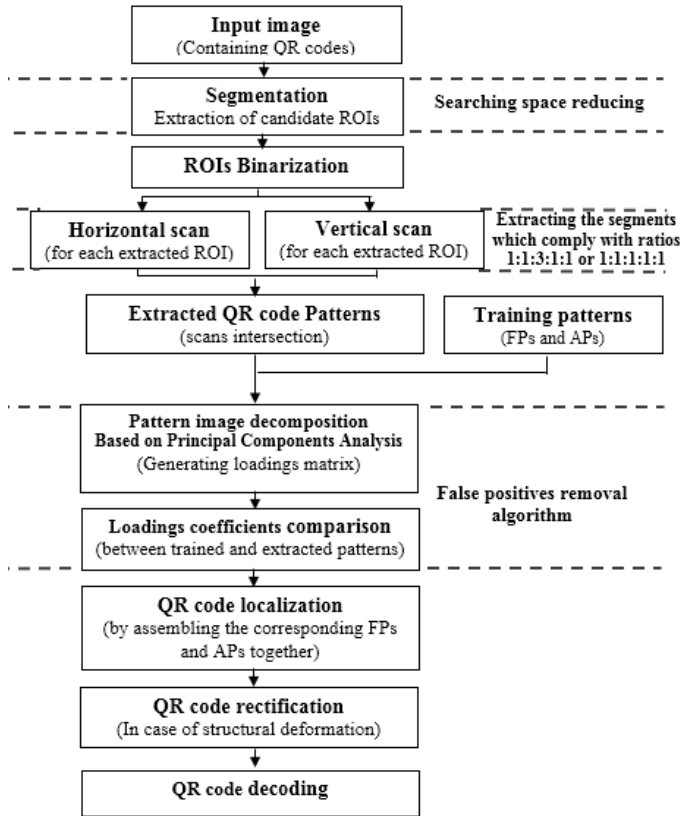 Input image
(Containing QR codes)
Segmentation
Extraction of candidate ROIs
Searching space reducing
ROIs Binarization
Horizontal scan
(for each extracted ROI)
Vertical scan
(for each extracted ROI)
Extracting the segments
which comply with ratios
1:1:3:1:1 or 1:1:1:1:1
Extracted QR code Patterns
(scans intersection)
Training patterns
(FPs and APs)
Pattern image decomposition
Based on Principal Components Analysis
(Generating loadings matrix)
Loadings coefficients comparison
(between trained and extracted patterns)
False positives removal
algorithm
QR code localization
(by assembling the corresponding FPs
and APs together)
QR code rectification
(In case of structural deformation)
QR code decoding